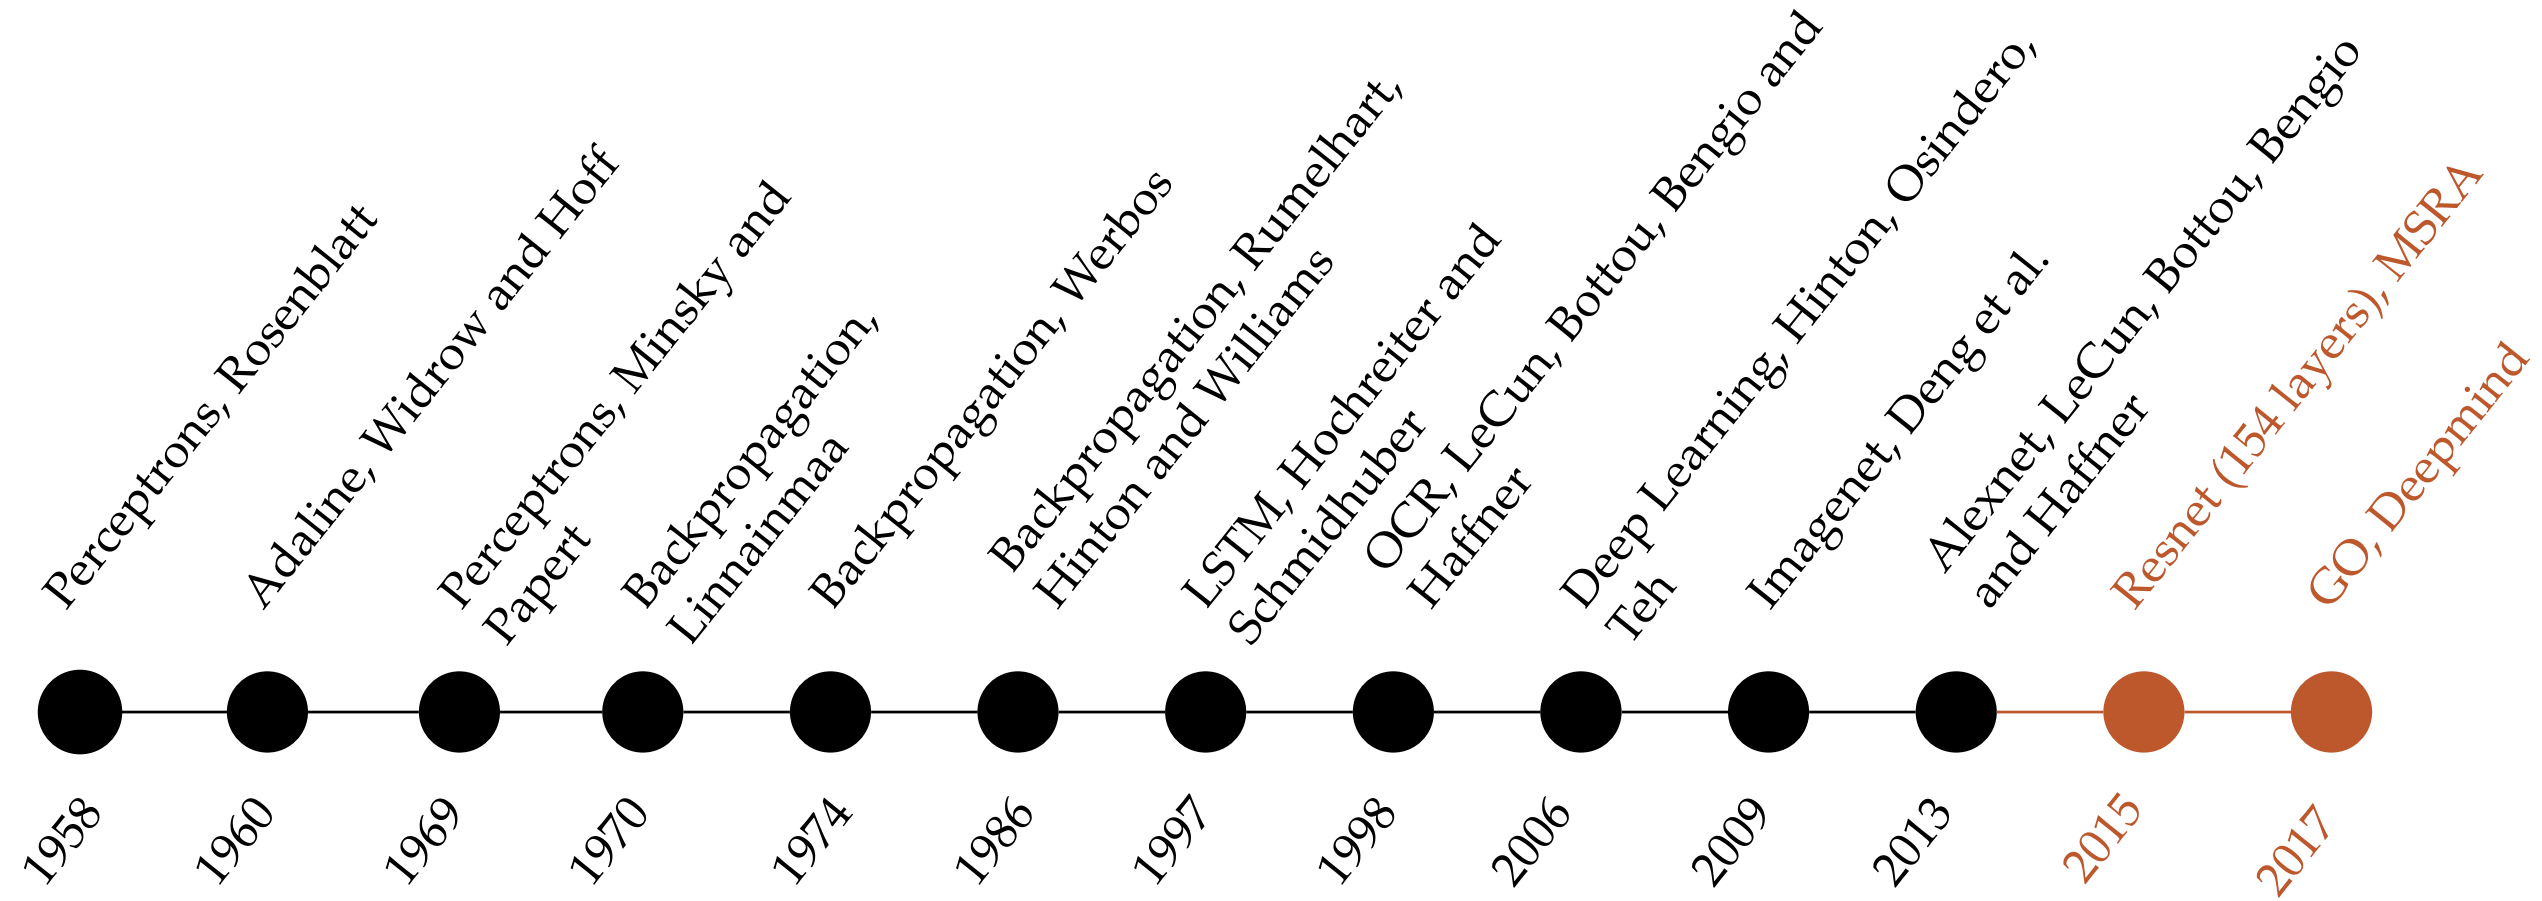 Perceptrons, Rosenblatt
Adaline, Widrow and Hoff
Perceptrons, Minsky and
Papert
Backpropagation,
Linnainmaa
Backpropagation, Werbos
Backpropagation, Rumelhart,
Hinton and Williams
LSTM, Hochreiter and
Schmidhuber
OCR, LeCun, Bottou, Bengio and
Haffner
Deep Learning, Hinton, Osindero,
Teh
Imagenet, Deng et al.
Alexnet, LeCun, Bottou, Bengio
and Haffner
Resnet (154 layers), MSRA
GO, Deepmind
1958
1960
1969
1970
1974
1986
1997
1998
2006
2009
2013
2015
2017